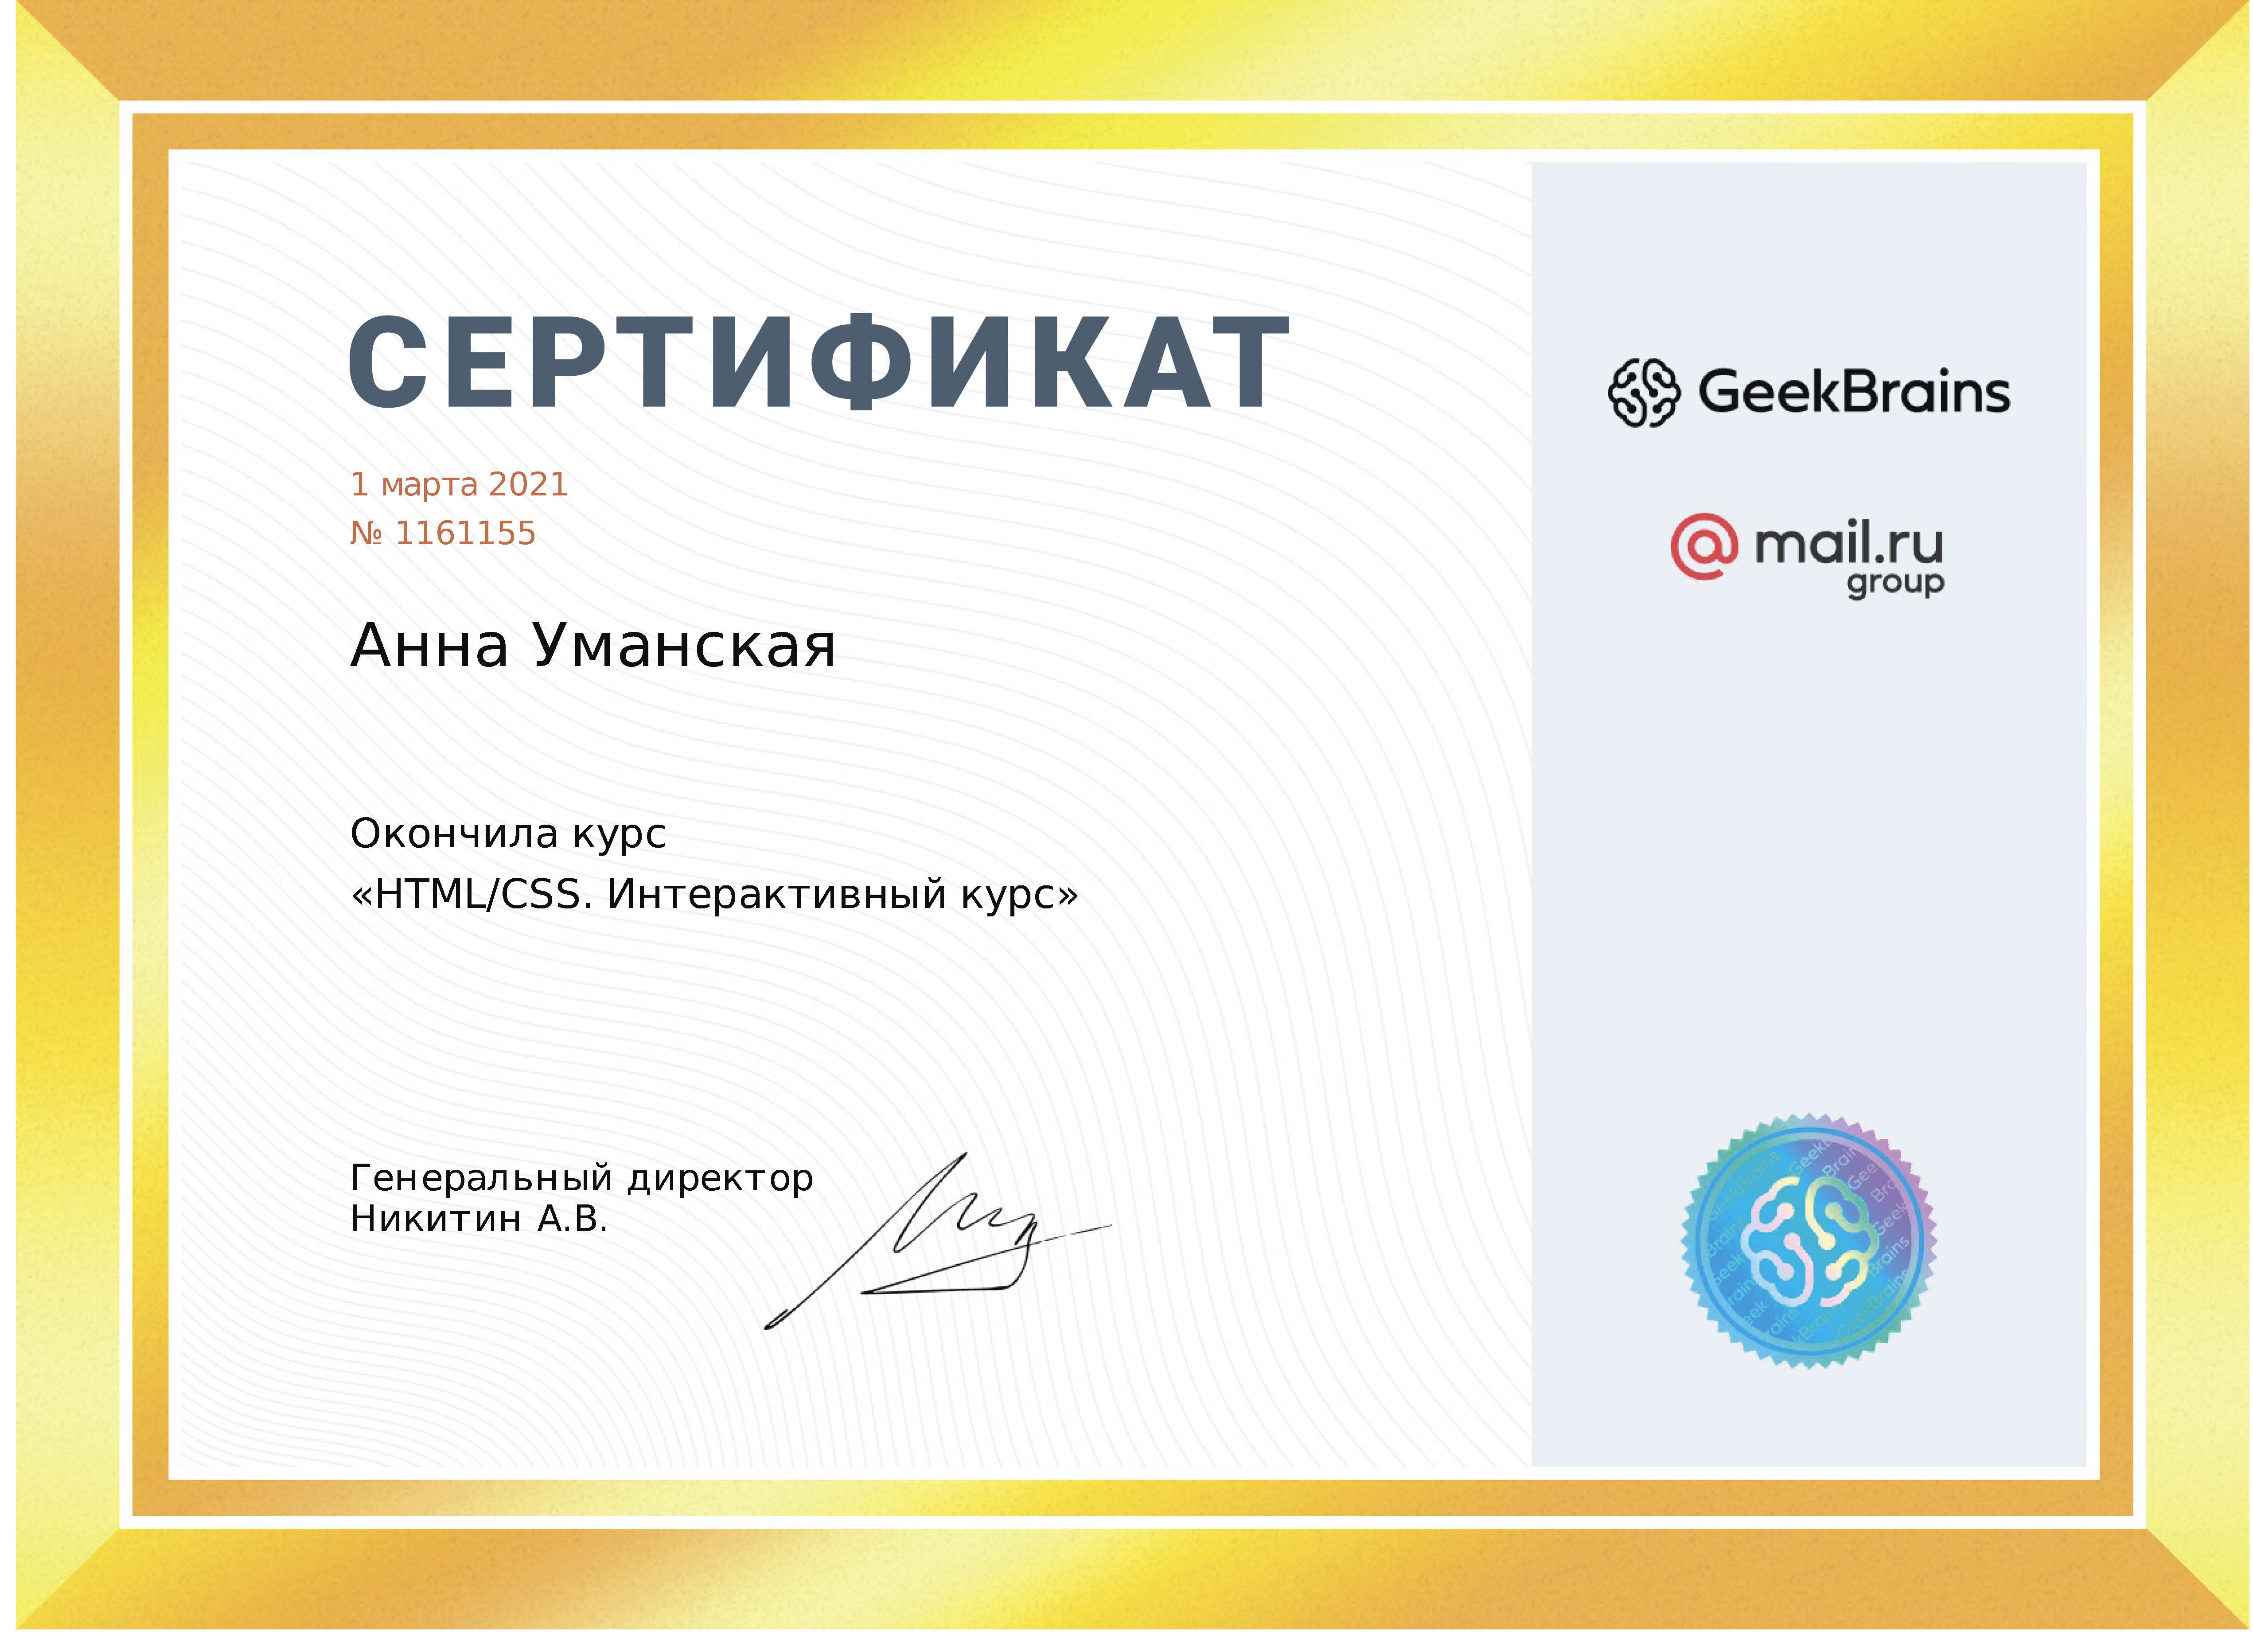 СЕРТИФИКАТ
1 марта 2021
№ 1161155
Анна Уманская
Окончила курс
«HTML/CSS. Интерактивный курс»
Генеральный директор
Никитин А.В.
GeekBrains
@ mail.ru
group